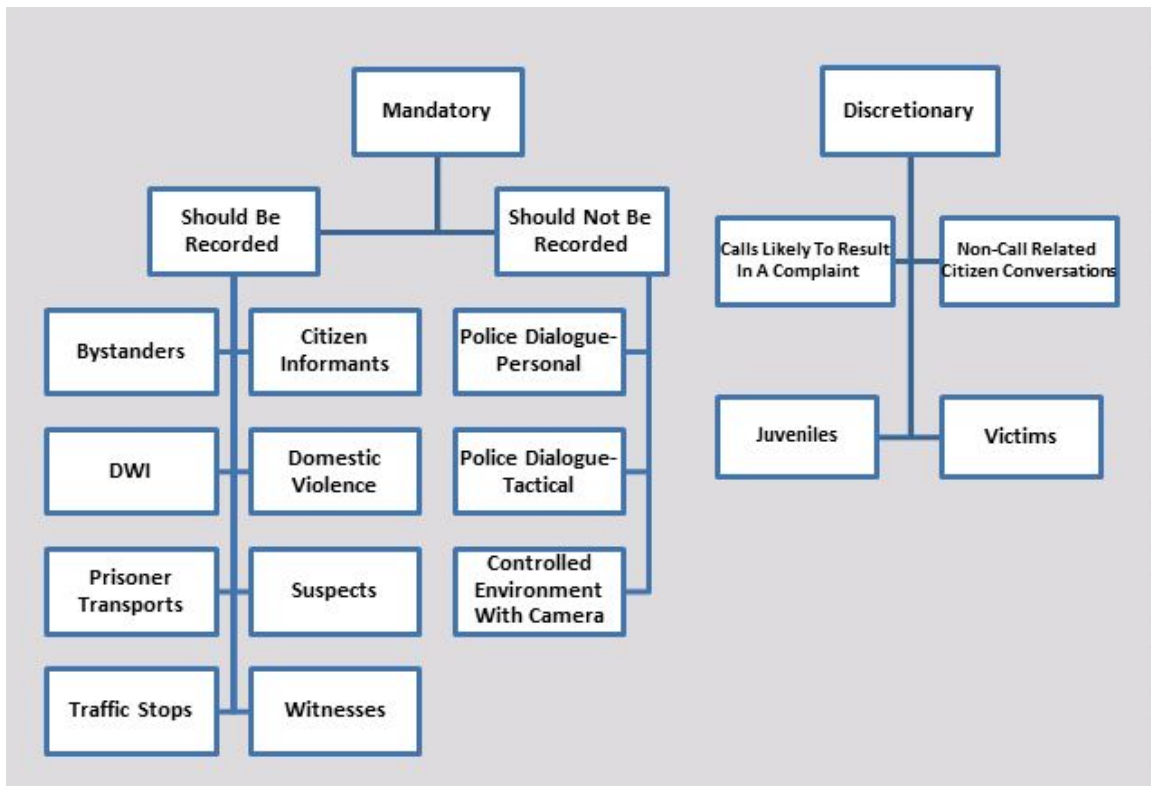 Mandatory
Should Be
Recorded
Should Not Be
Recorded
Bystanders
Citizen
Informants
DWI
Domestic
Violence
Prisoner
Transports
Suspects
Traffic Stops
Witnesses
Police Dialogue-
Personal
Police Dialogue-
Tactical
Controlled
Environment
With Camera
Discretionary
Calls Likely To Result
In A Complaint
Non-Call Related
Citizen Conversations
Juveniles
Victims